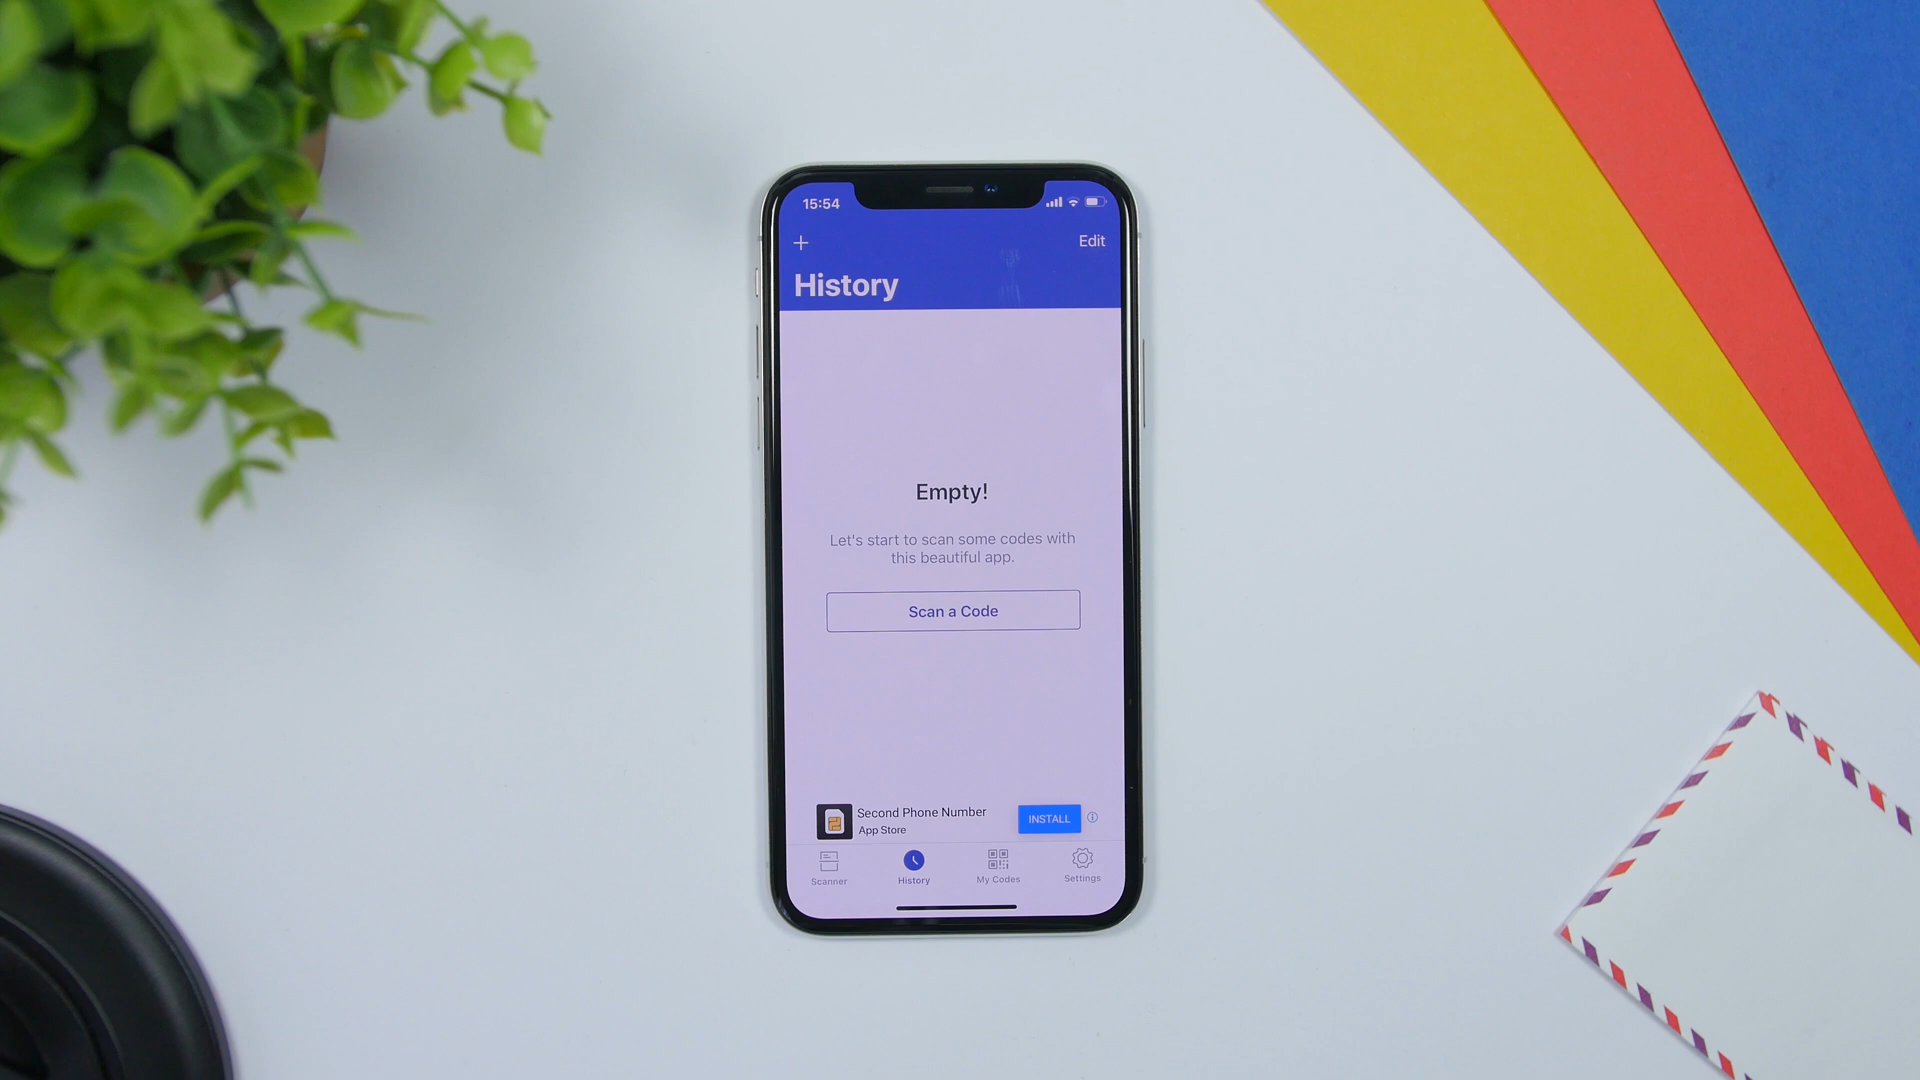 15:54
+
Edit
History
Empty!
Let's start to scan some codes with
this beautiful app.
Scan a Code
Second Phone Number
App Store
INSTALL
Scanner
History
My Codes
Settings